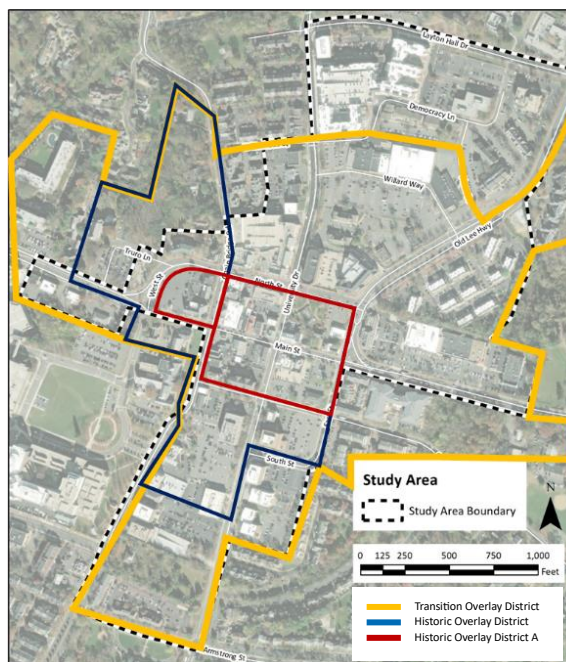 Layton Hall Dr
Democracy Ln
Willard Way
Old Lee Hwy
Truro Ln
West St
North St
University Dr
Main St
South St
Study Area
Study Area Boundary
N
0 125 250 500 750 1,000
Feet
Transition Overlay District
Historic Overlay District
Historic Overlay District A
Armstrong St